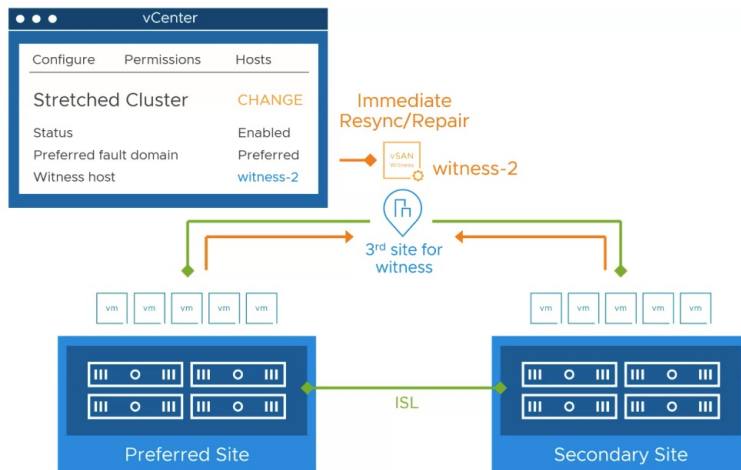 vCenter
Configure Permissions Hosts
Stretched Cluster CHANGE
Status Enabled
Preferred fault domain Preferred
Witness host witness-2
Immediate
Resync/Repair
vSAN
Witness
witness-2
3rd site for
witness
vm vm vm vm vm
vm vm vm vm vm
ISL
Preferred Site
Secondary Site